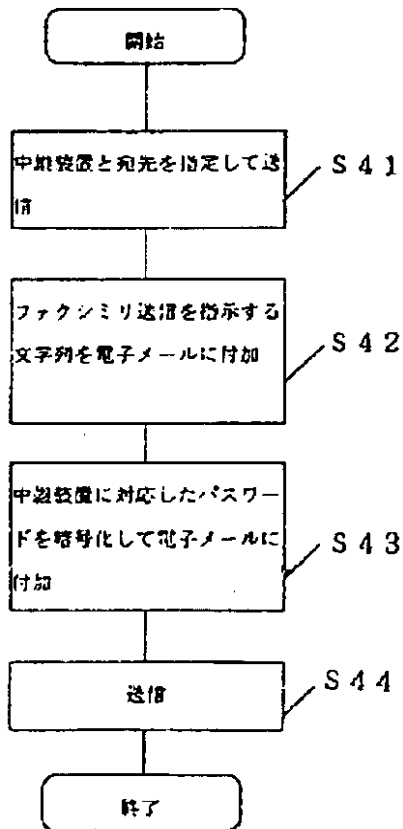 開始
中継装置と宛先を指定して送
信
S41
ファクシミリ送信を指示する
文字列を電子メールに付加
S42
中継装置に対応したパスワー
ドを暗号化して電子メールに
付加
S43
送信
S44
終了